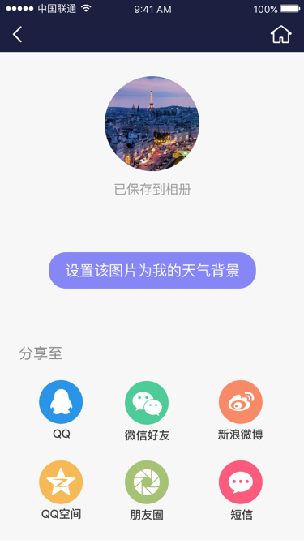 中国联通 9:41 AM 100%
已保存到相册
设置该图片为我的天气背景
分享至
QQ 微信好友 新浪微博
QQ空间 朋友圈 短信